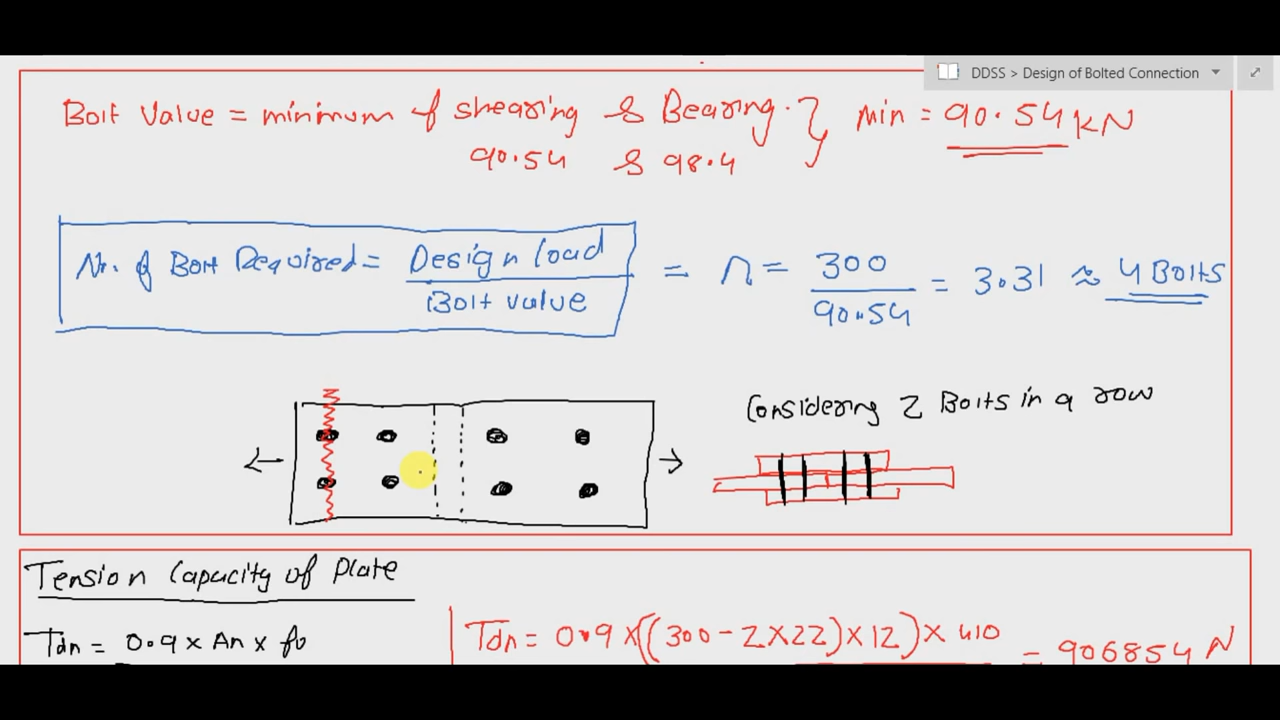 DDSS > Design of Bolted Connection
Bolt Value = minimum of shearing & Bearing. } min = 90.54 KN
90.54 & 98.4
Nr. of Bolt Required = Design load / Bolt value = n = 300 / 90.54 = 3.31 ≈ 4 Bolts
Considering 2 Bolts in a row
Tension Capacity of Plate
Tdn = 0.9 x An x fu
Tdn = 0.9 x ((300 - 2 x 22) x 12) x 410 = 906854 N